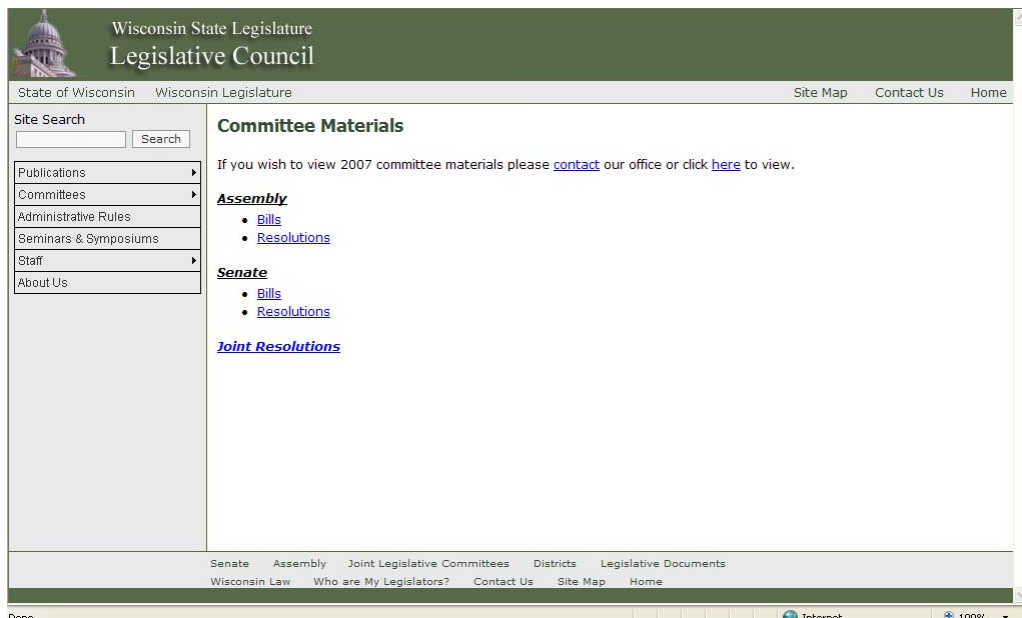 Wisconsin State Legislature
Legislative Council
State of Wisconsin Wisconsin Legislature Site Map Contact Us Home
Site Search
Search
Publications
Committees
Administrative Rules
Seminars & Symposiums
Staff
About Us
Committee Materials
If you wish to view 2007 committee materials please contact our office or click here to view.
Assembly
• Bills
• Resolutions
Senate
• Bills
• Resolutions
Joint Resolutions
Senate Assembly Joint Legislative Committees Districts Legislative Documents
Wisconsin Law Who are My Legislators? Contact Us Site Map Home
Done Internet 100%